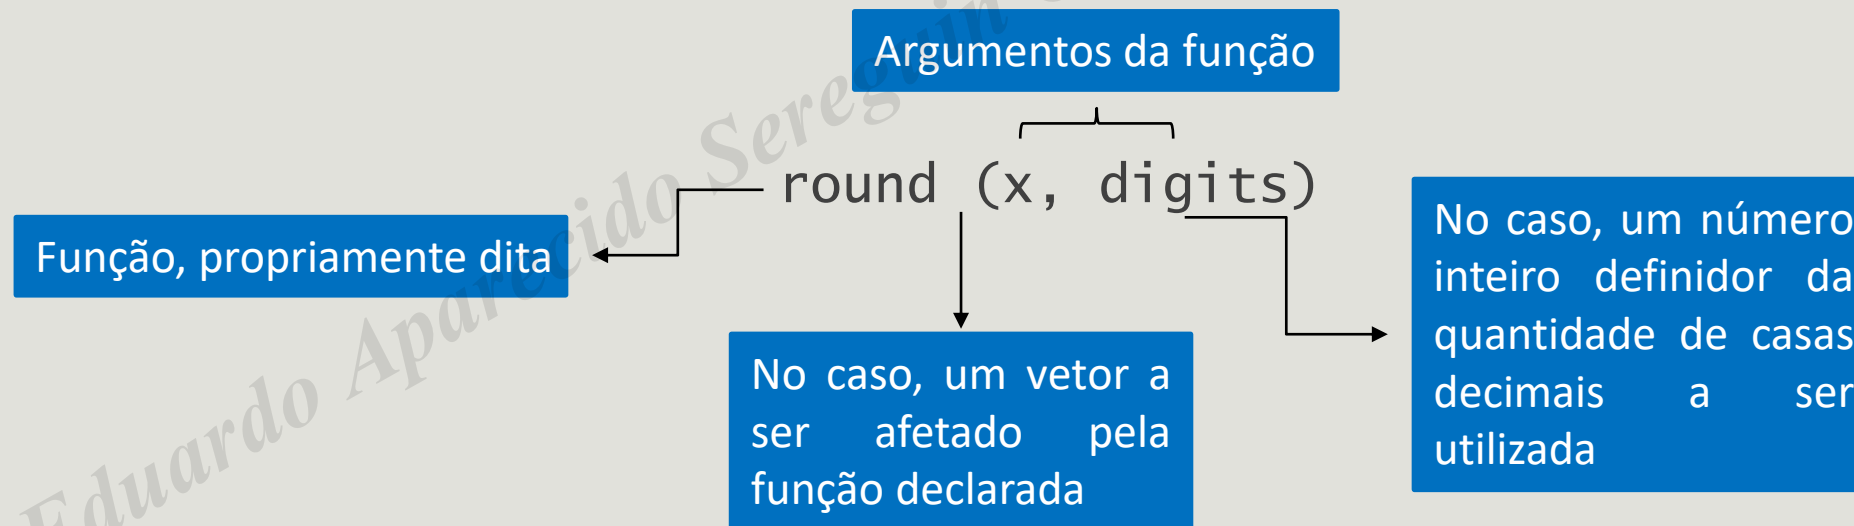 Argumentos da função
round (x, digits)
Função, propriamente dita
No caso, um vetor a
ser afetado pela
função declarada
No caso, um número
inteiro definidor da
quantidade de casas
decimais a ser
utilizada
Eduardo Aparecido Sereguin